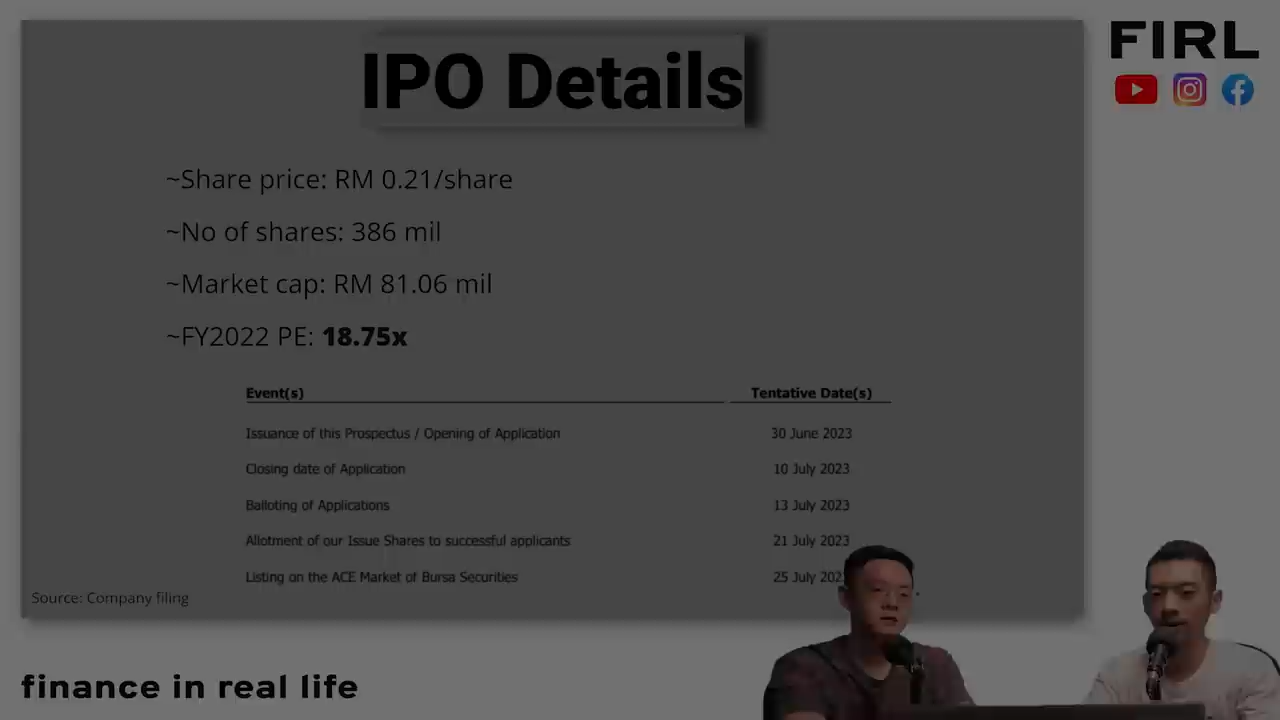 IPO Details
FIRL
~Share price: RM 0.21/share
~No of shares: 386 mil
~Market cap: RM 81.06 mil
~FY2022 PE: 18.75x
Event(s) Tentative Date(s)
Issuance of this Prospectus / Opening of Application 30 June 2023
Closing date of Application 10 July 2023
Balloting of Applications 13 July 2023
Allotment of our Issue Shares to successful applicants 21 July 2023
Listing on the ACE Market of Bursa Securities 25 July 202
Source: Company filing
finance in real life